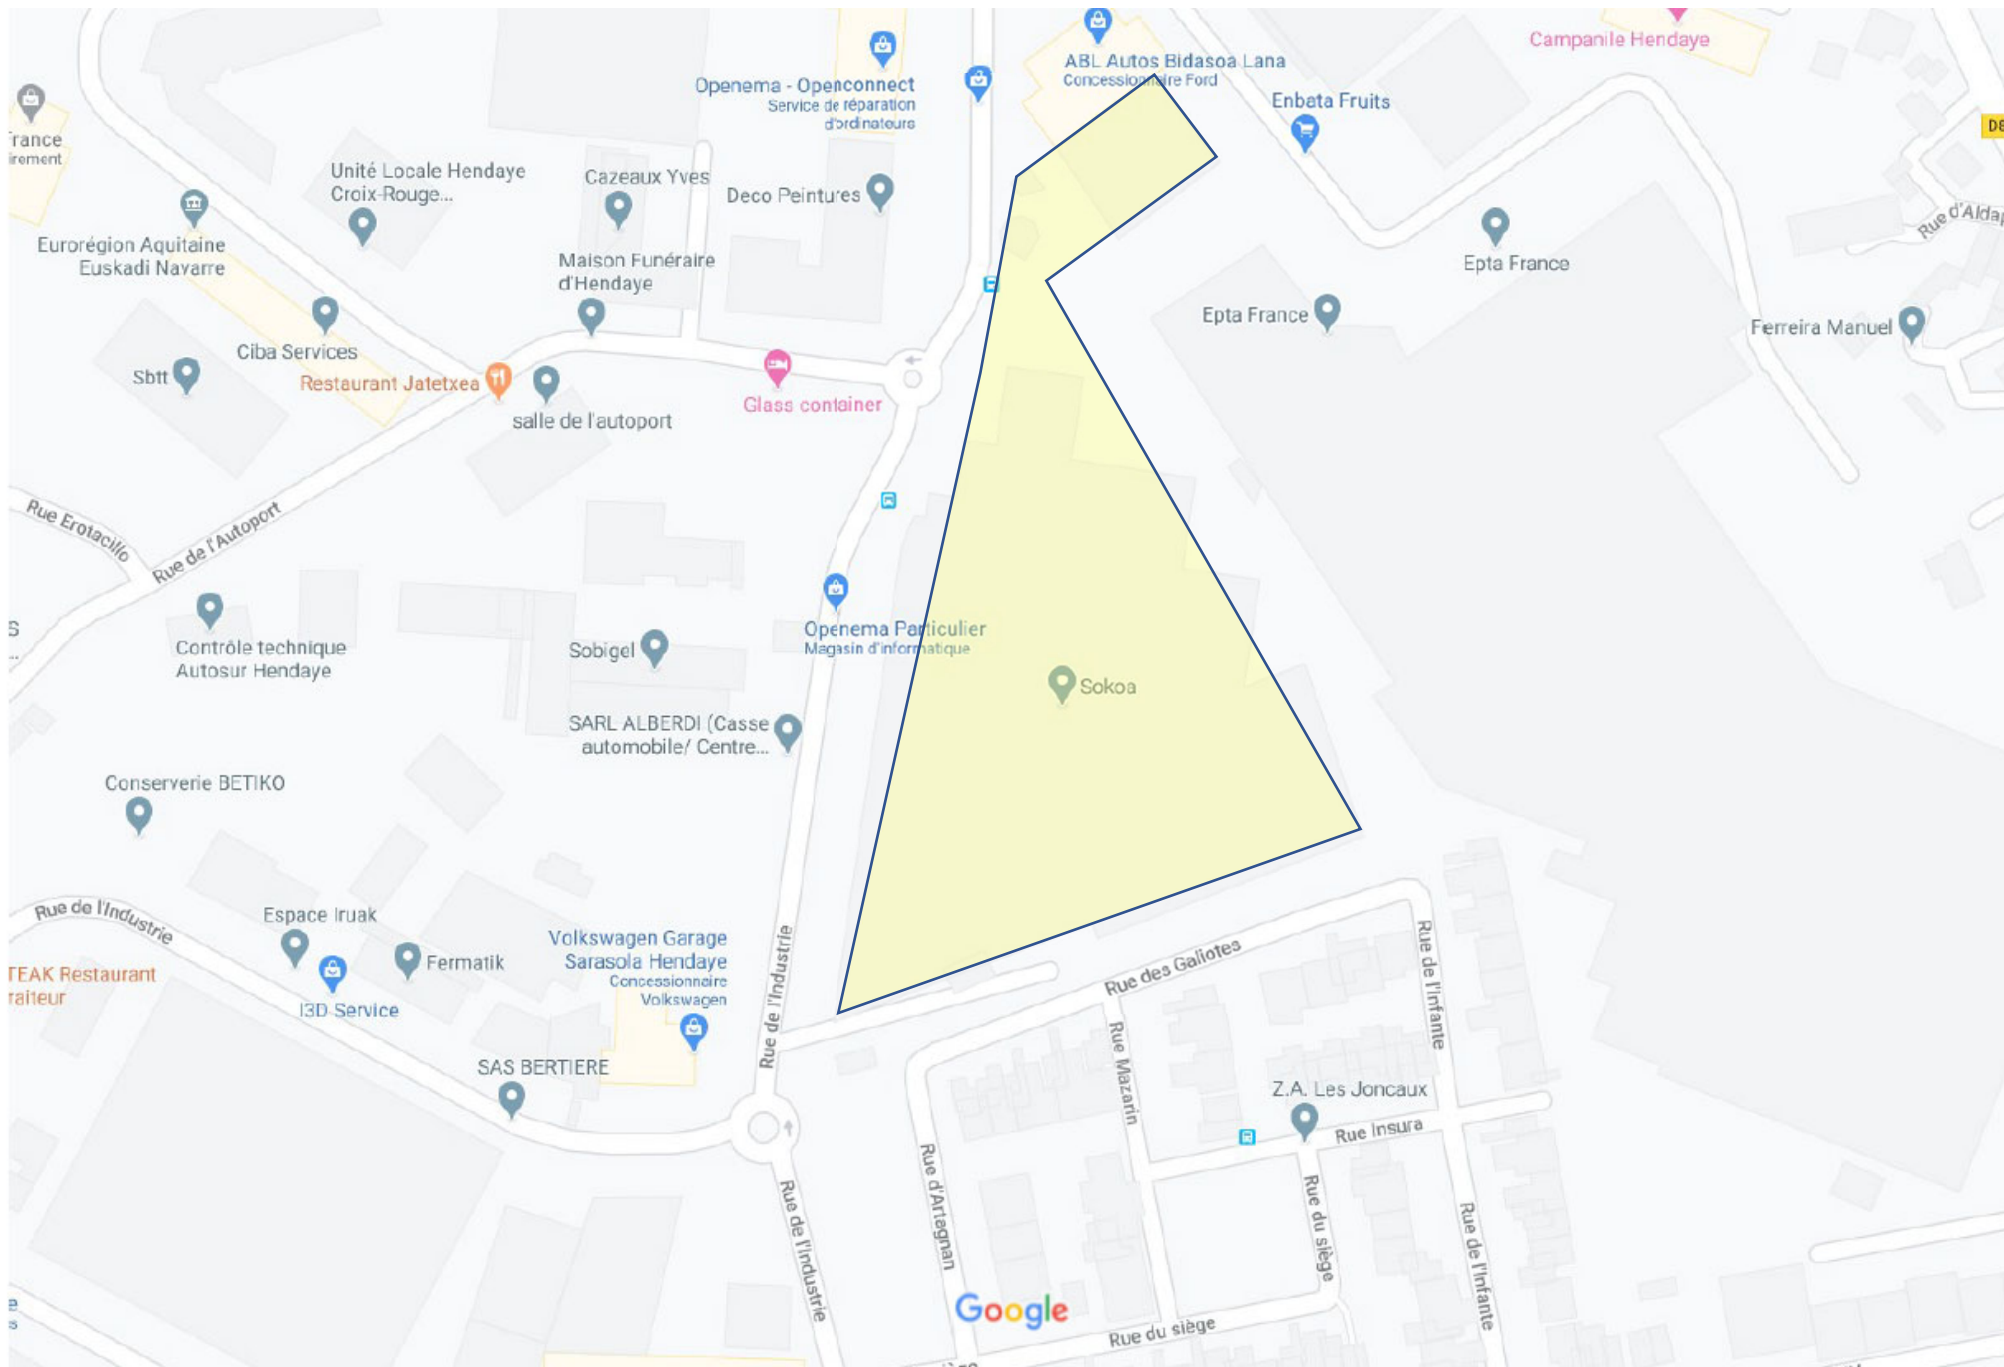 Campanile Hendaye
ABL Autos Bidasoa Lana
Concessionnaire Ford
Openema - Openconnect
Service de réparation
d'ordinateurs
Enbata Fruits
rance
irement
Unité Locale Hendaye
Croix-Rouge...
Cazeaux Yves
Deco Peintures
Rue d'Aldap
Eurorégion Aquitaine
Euskadi Navarre
Maison Funéraire
d'Hendaye
Epta France
Epta France
Ferreira Manuel
Ciba Services
Sbtt
Restaurant Jatetxea
salle de l'autoport
Glass container
Rue Erotacillo
Rue de l'Autoport
S
...
Contrôle technique
Autosur Hendaye
Sobigel
Openema Particulier
Magasin d'informatique
Sokoa
SARL ALBERDI (Casse
automobile/ Centre...
Conserverie BETIKO
Rue de l'Industrie
Espace Iruak
Fermatik
TEAK Restaurant
raiteur
I3D Service
Volkswagen Garage
Sarasola Hendaye
Concessionnaire
Volkswagen
Rue de l'Industrie
Rue des Galiotes
Rue de l'infante
SAS BERTIERE
Rue Mazarin
Z.A. Les Joncaux
Rue Insura
Rue d'Artagnan
Rue de l'Industrie
Rue du siège
Rue de l'Infante
Google
Rue du siège